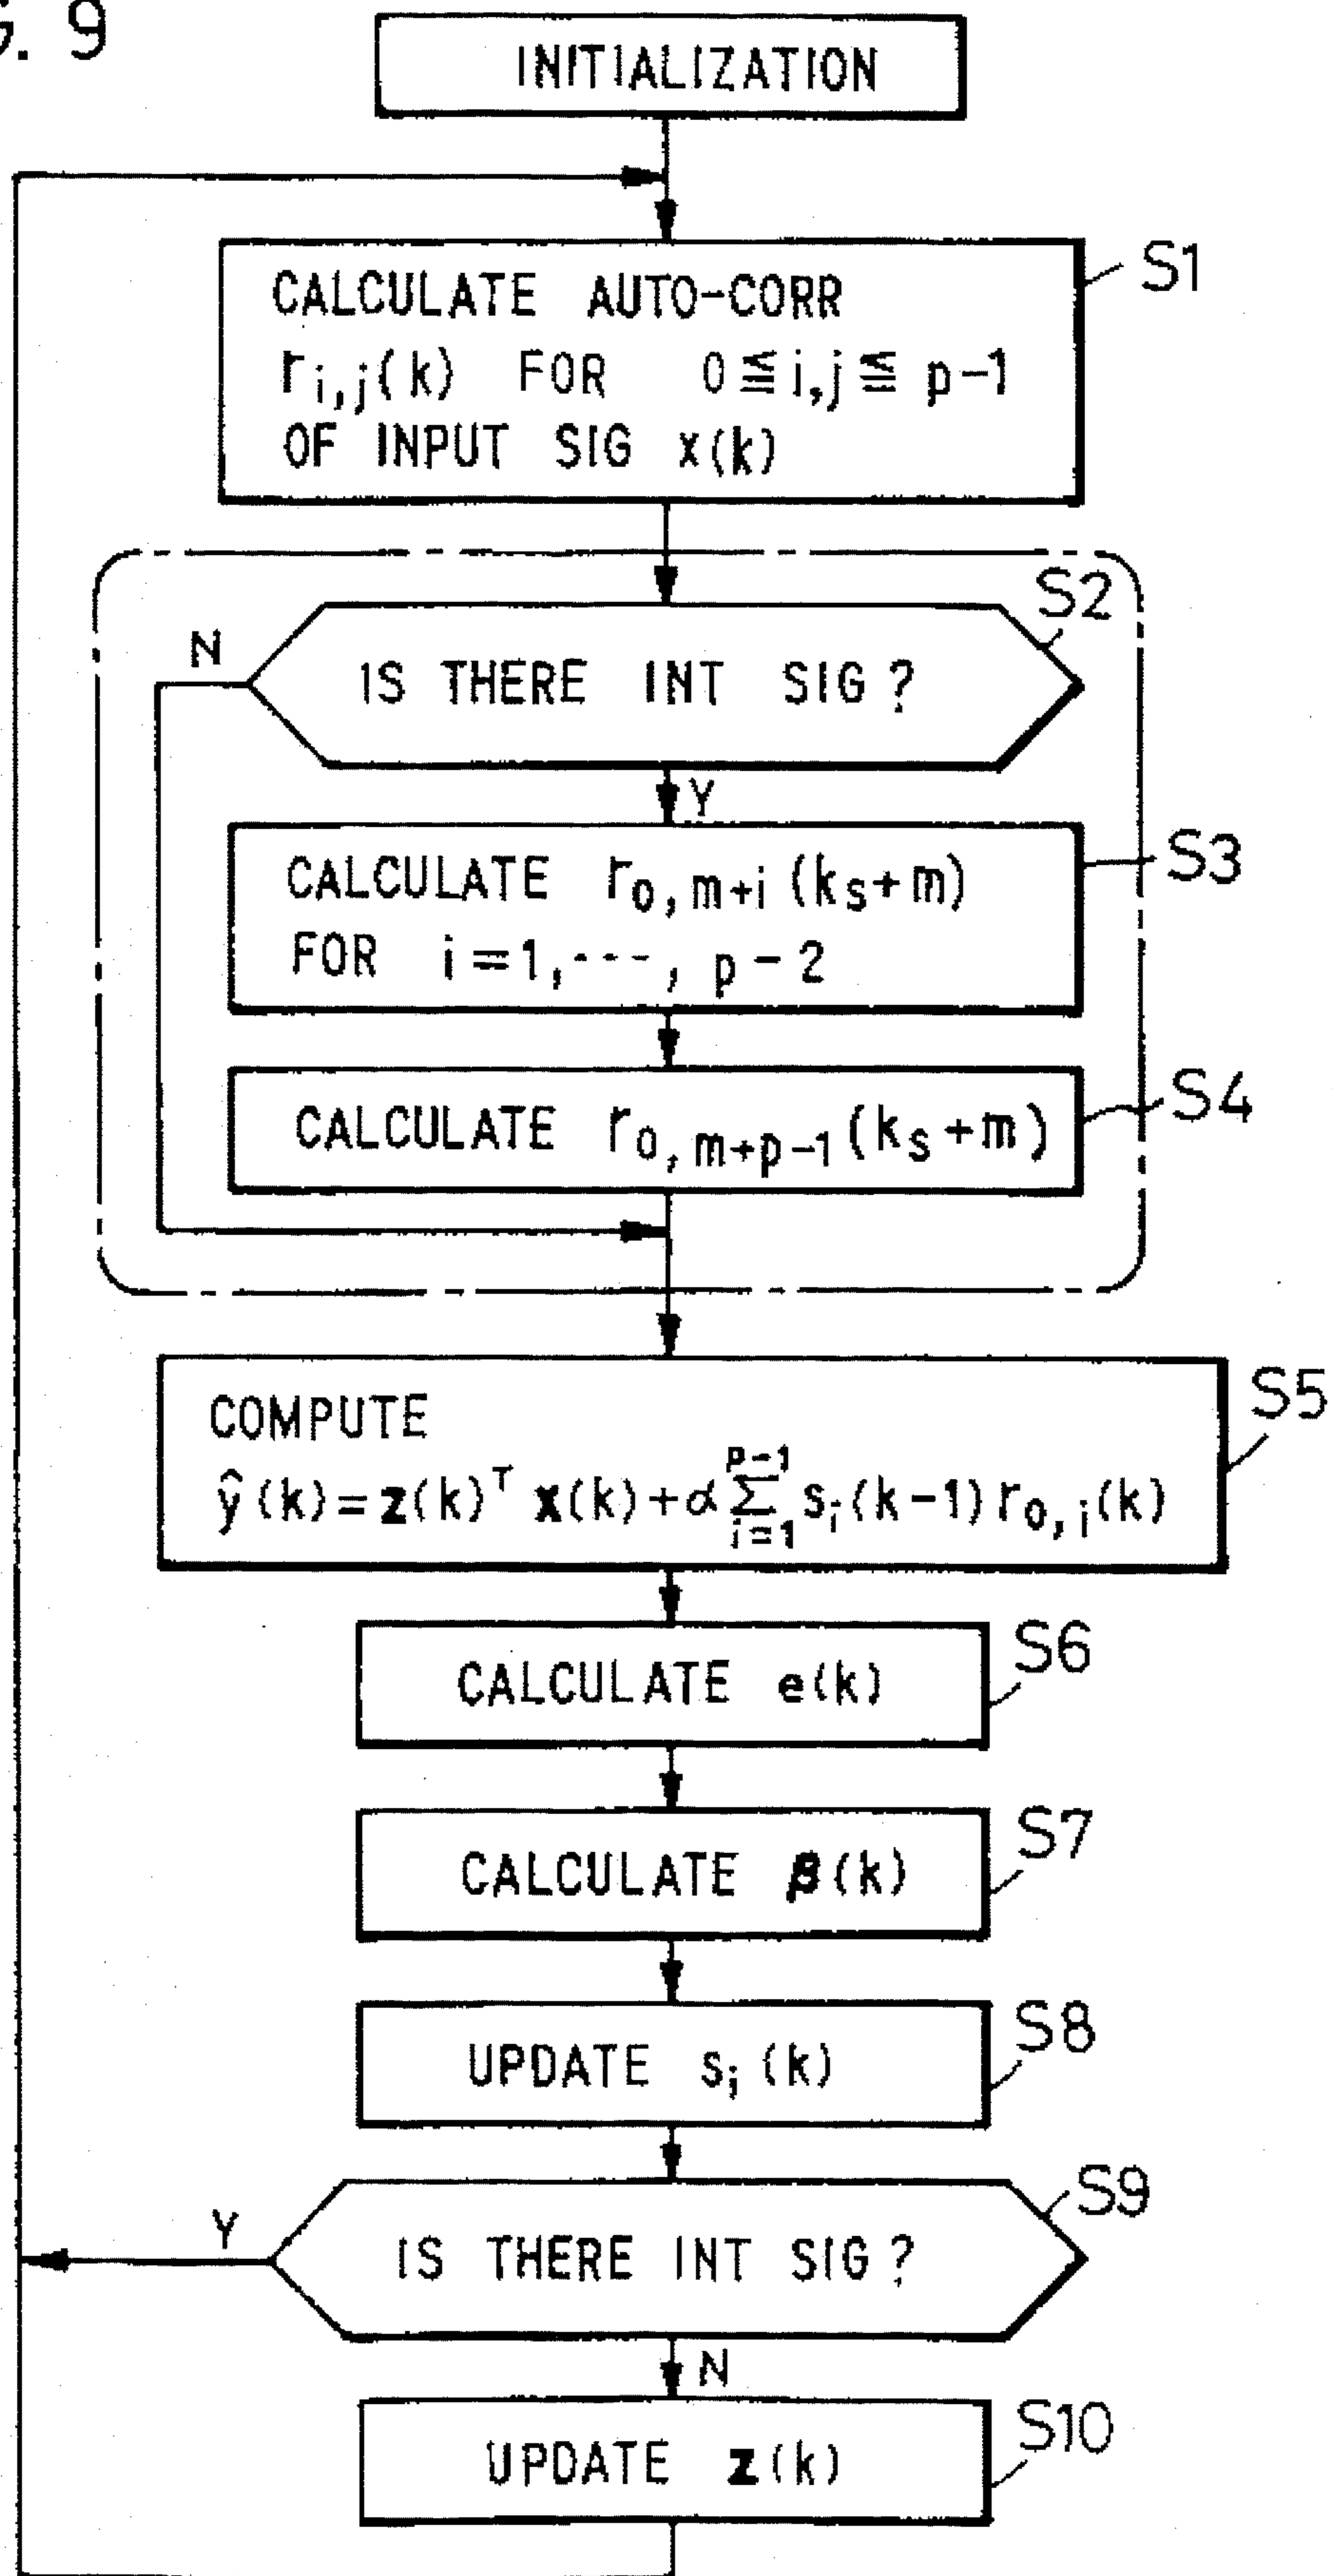 G. 9
INITIALIZATION
S1
CALCULATE AUTO-CORR
r_{i,j}(k) FOR 0≦i,j≦ p-1
OF INPUT SIG x(k)
S2
N
IS THERE INT SIG?
Y
S3
CALCULATE r_{0,m+i}(k_s+m)
FOR i=1,---, p-2
S4
CALCULATE r_{0,m+p-1}(k_s+m)
S5
COMPUTE
ŷ(k)=z(k)^T x(k)+α∑_{i=1}^{p-1} s_i(k-1)r_{0,i}(k)
S6
CALCULATE e(k)
S7
CALCULATE β(k)
S8
UPDATE s_i(k)
S9
Y
IS THERE INT SIG?
N
S10
UPDATE z(k)